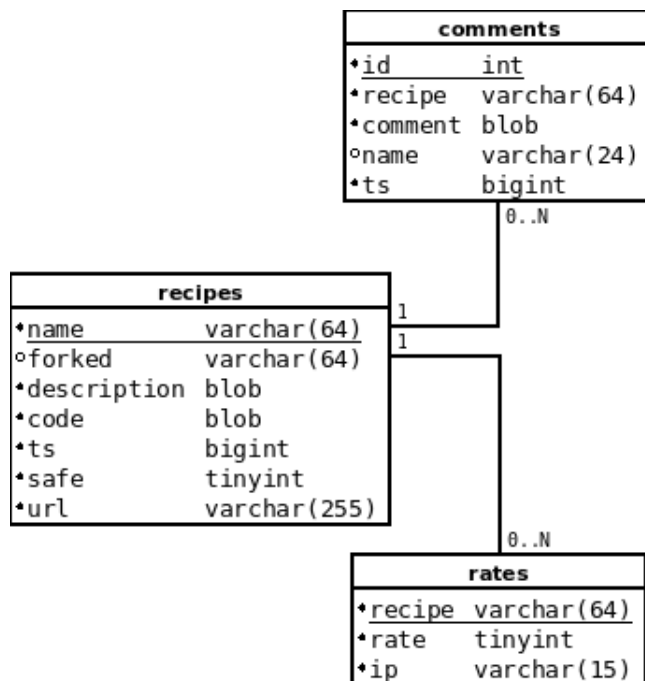 comments
id int
recipe varchar(64)
comment blob
name varchar(24)
ts bigint
0..N
recipes
name varchar(64)
forked varchar(64)
description blob
code blob
ts bigint
safe tinyint
url varchar(255)
1
1
0..N
rates
recipe varchar(64)
rate tinyint
ip varchar(15)